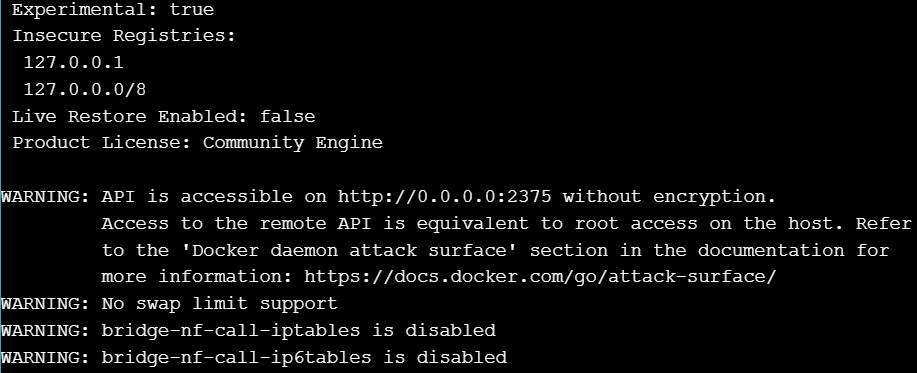 Experimental: true
Insecure Registries:
127.0.0.1
127.0.0.0/8
Live Restore Enabled: false
Product License: Community Engine
WARNING: API is accessible on http://0.0.0.0:2375 without encryption.
Access to the remote API is equivalent to root access on the host. Refer
to the 'Docker daemon attack surface' section in the documentation for
more information: https://docs.docker.com/go/attack-surface/
WARNING: No swap limit support
WARNING: bridge-nf-call-iptables is disabled
WARNING: bridge-nf-call-ip6tables is disabled